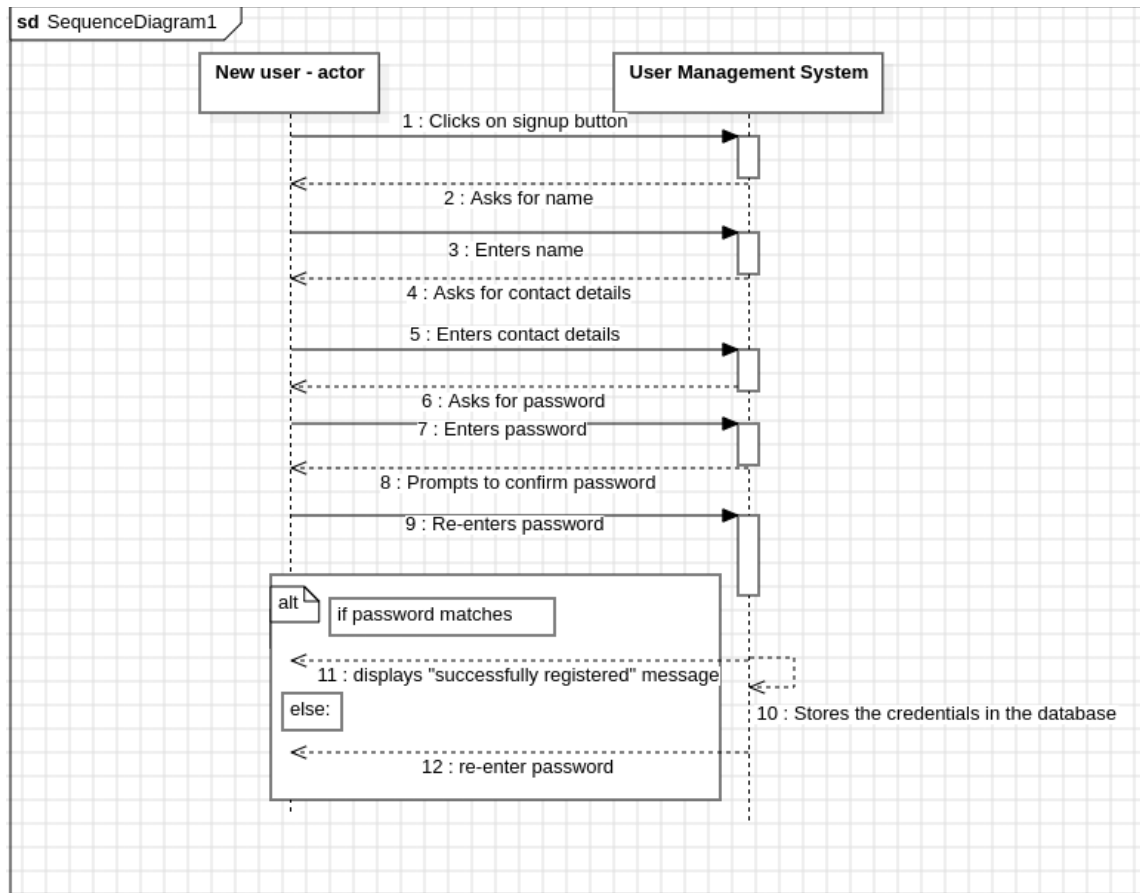 sd SequenceDiagram1
New user - actor
User Management System
1 : Clicks on signup button
2 : Asks for name
3 : Enters name
4 : Asks for contact details
5 : Enters contact details
6 : Asks for password
7 : Enters password
8 : Prompts to confirm password
9 : Re-enters password
alt
if password matches
11 : displays "successfully registered" message
else:
10 : Stores the credentials in the database
12 : re-enter password